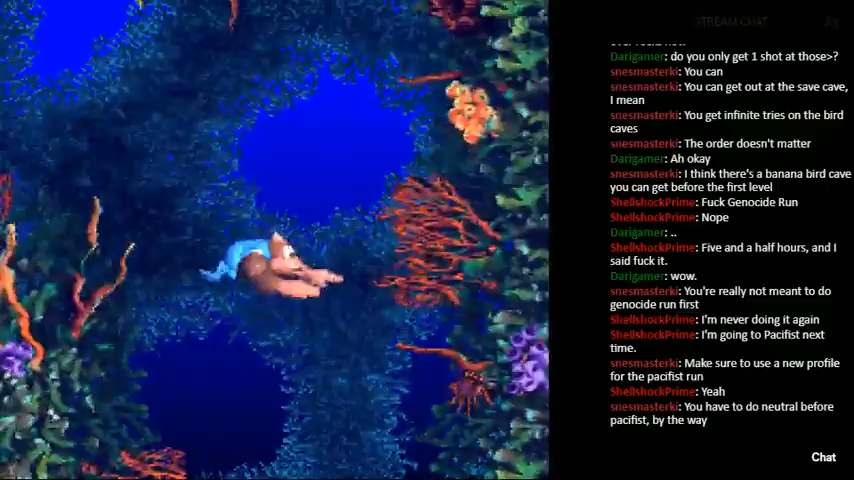 STREAM CHAT
Darigamer: do you only get 1 shot at those>?
snesmasterki: You can
snesmasterki: You can get out at the save cave,
I mean
snesmasterki: You get infinite tries on the bird
caves
snesmasterki: The order doesn't matter
Darigamer: Ah okay
snesmasterki: I think there's a banana bird cave
you can get before the first level
ShellshockPrime: Fuck Genocide Run
ShellshockPrime: Nope
Darigamer: ..
ShellshockPrime: Five and a half hours, and I
said fuck it.
Darigamer: wow.
snesmasterki: You're really not meant to do
genocide run first
ShellshockPrime: I'm never doing it again
ShellshockPrime: I'm going to Pacifist next
time.
snesmasterki: Make sure to use a new profile
for the pacifist run
ShellshockPrime: Yeah
snesmasterki: You have to do neutral before
pacifist, by the way
Chat